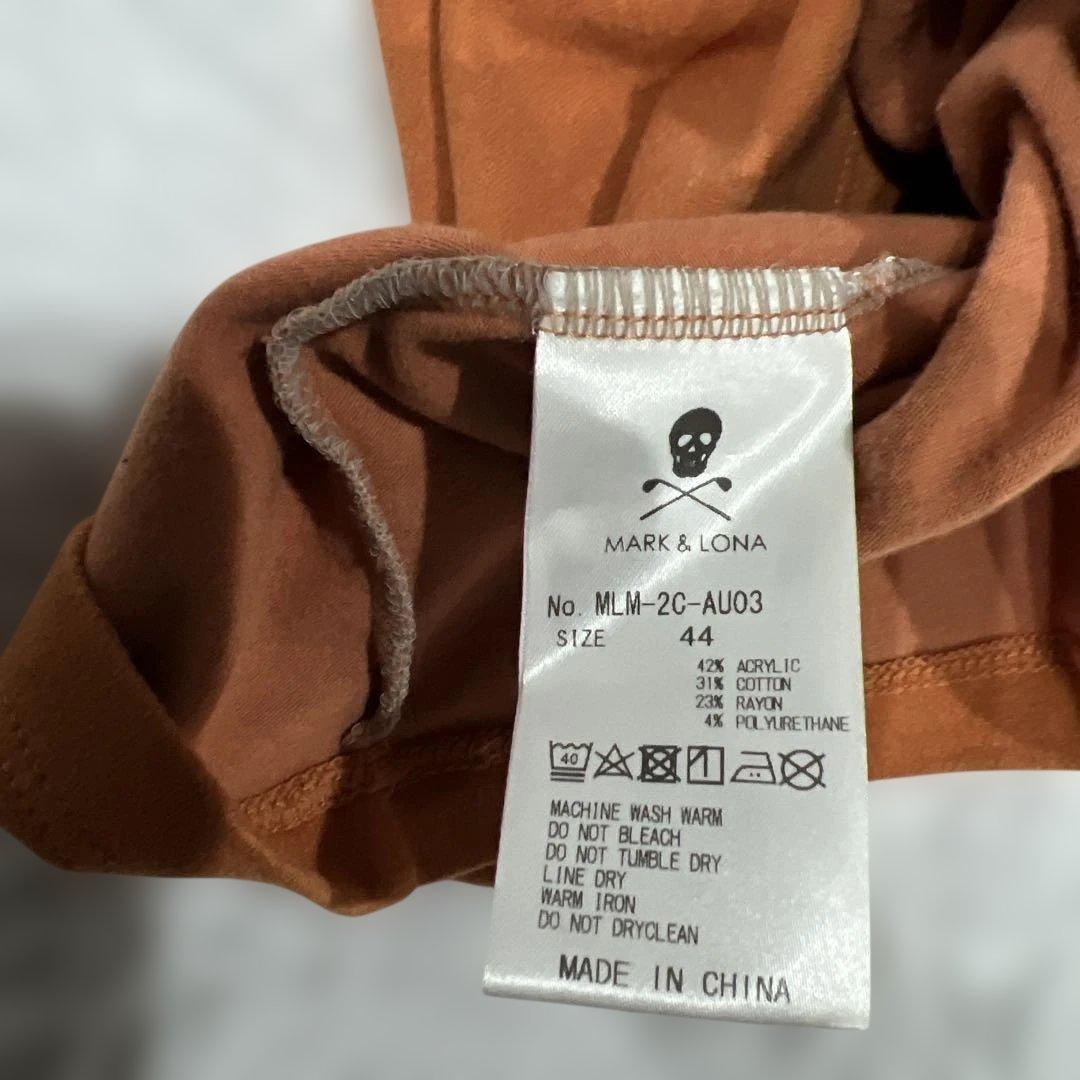 MARK & LONA
No. MLM-2C-AU03
SIZE 44
42% ACRYLIC
31% COTTON
23% RAYON
4% POLYURETHANE
40
MACHINE WASH WARM
DO NOT BLEACH
DO NOT TUMBLE DRY
LINE DRY
WARM IRON
DO NOT DRYCLEAN
MADE IN CHINA